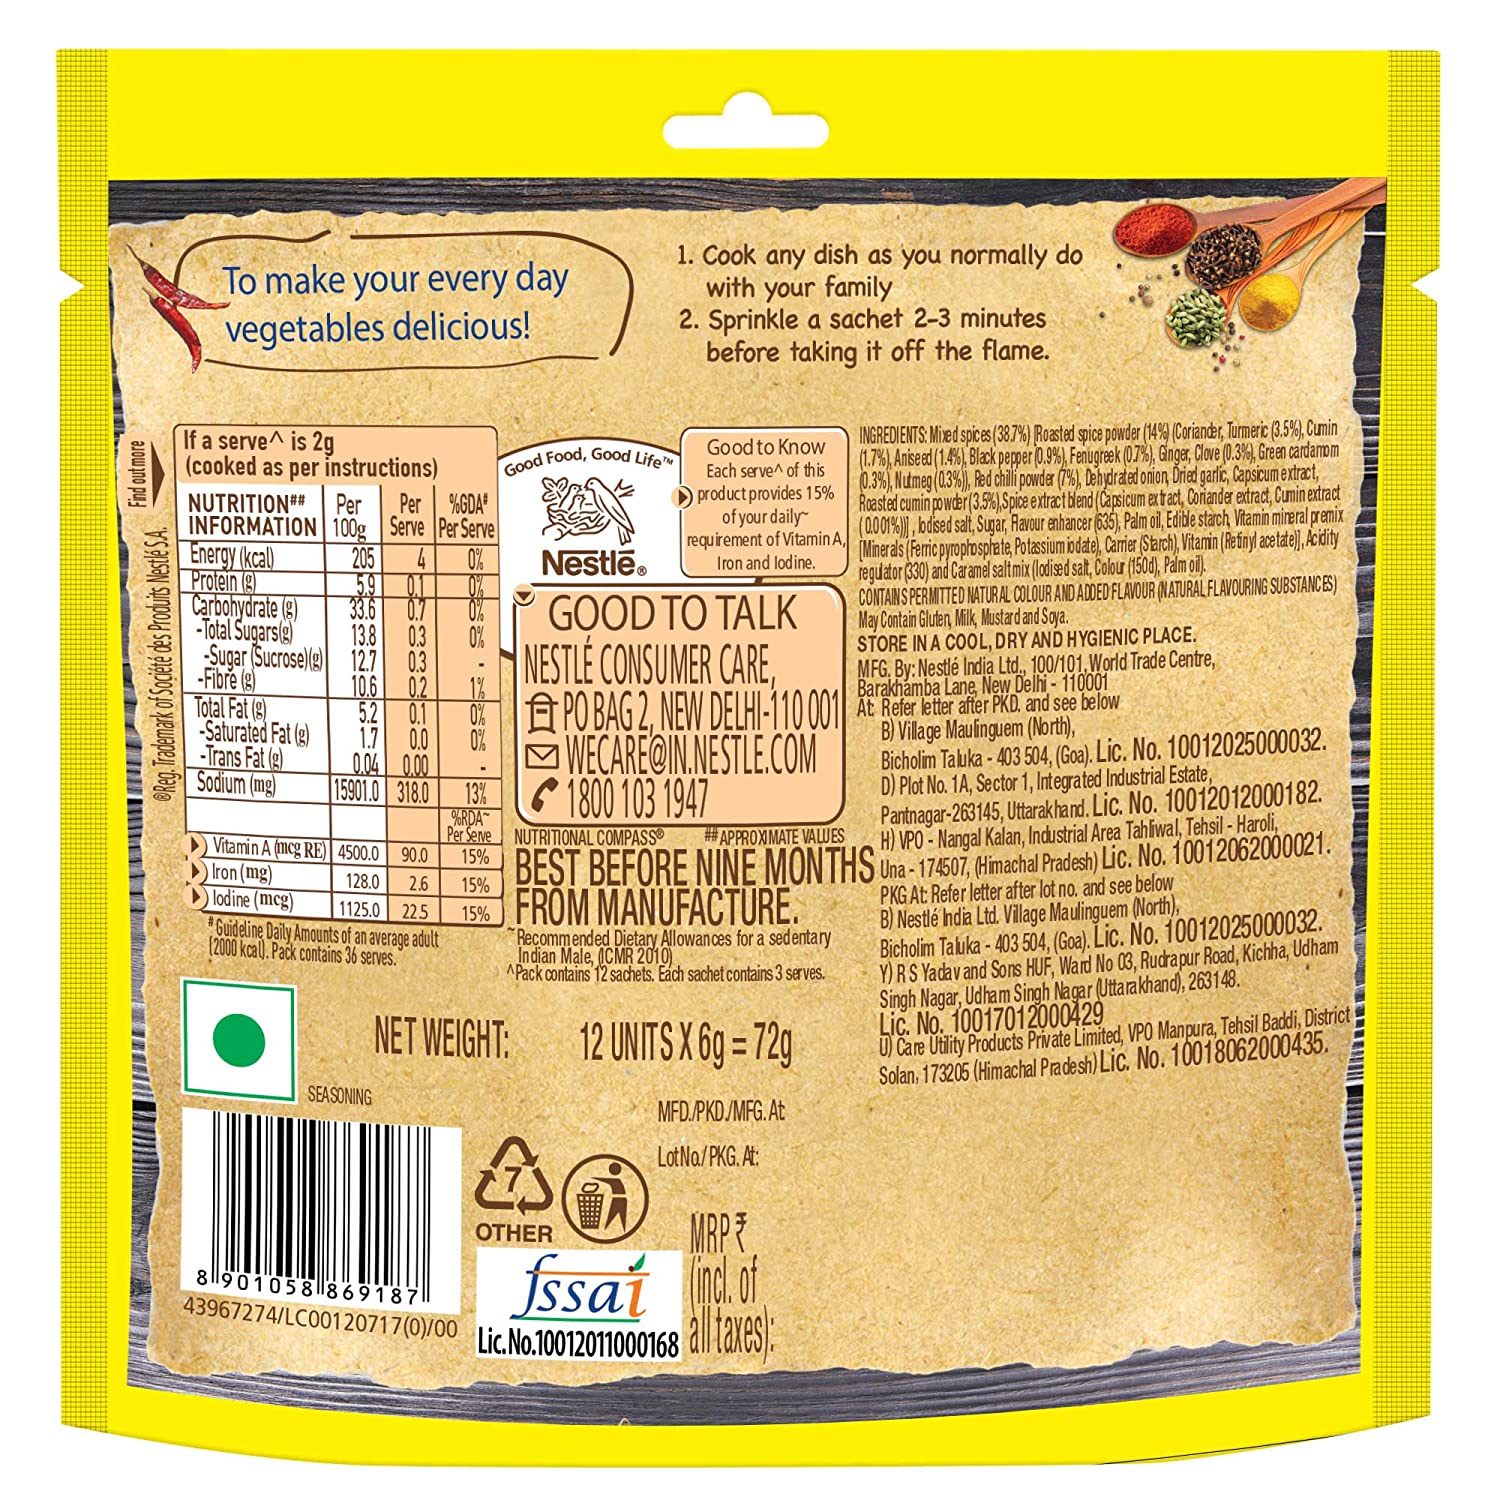 To make your every day
vegetables delicious!
1. Cook any dish as you normally do
with your family
2. Sprinkle a sachet 2-3 minutes
before taking it off the flame.
Find out more
®Reg. Trademark of Société des Produits Nestlé S.A.
If a serve^ is 2g
(cooked as per instructions)
NUTRITION## INFORMATION Per 100g Per Serve %GDA# Per Serve
Energy (kcal) 205 4 0%
Protein (g) 5.9 0.1 0%
Carbohydrate (g) 33.6 0.7 0%
-Total Sugars(g) 13.8 0.3 0%
-Sugar (Sucrose)(g) 12.7 0.3 -
-Fibre (g) 10.6 0.2 1%
Total Fat (g) 5.2 0.1 0%
-Saturated Fat (g) 1.7 0.0 0%
-Trans Fat (g) 0.04 0.00 -
Sodium (mg) 15901.0 318.0 13%
%RDA~
Per Serve
Vitamin A (mcg RE) 4500.0 90.0 15%
Iron (mg) 128.0 2.6 15%
Iodine (mcg) 1125.0 22.5 15%
# Guideline Daily Amounts of an average adult
(2000 kcal). Pack contains 36 serves.
Good Food, Good Life™
Nestlé®
Good to Know
Each serve^ of this
product provides 15%
of your daily~
requirement of Vitamin A,
Iron and Iodine.
GOOD TO TALK
NESTLÉ CONSUMER CARE,
PO BAG 2, NEW DELHI-110 001
WECARE@IN.NESTLE.COM
1800 103 1947
NUTRITIONAL COMPASS® ##APPROXIMATE VALUES
BEST BEFORE NINE MONTHS
FROM MANUFACTURE.
~Recommended Dietary Allowances for a sedentary
Indian Male, (ICMR 2010)
^Pack contains 12 sachets. Each sachet contains 3 serves.
INGREDIENTS: Mixed spices (38.7%) [Roasted spice powder (14%) (Coriander, Turmeric (3.5%), Cumin
(1.7%), Aniseed (1.4%), Black pepper (0.9%), Fenugreek (0.7%), Ginger, Clove (0.3%), Green cardamom
(0.3%), Nutmeg (0.3%)), Red chilli powder (7%), Dehydrated onion, Dried garlic, Capsicum extract,
Roasted cumin powder (3.5%),Spice extract blend (Capsicum extract, Coriander extract, Cumin extract
(0.001%))] , Iodised salt, Sugar, Flavour enhancer (635), Palm oil, Edible starch, Vitamin mineral premix
[Minerals (Ferric pyrophosphate, Potassium iodate), Carrier (Starch), Vitamin (Retinyl acetate)], Acidity
regulator (330) and Caramel salt mix (Iodised salt, Colour (150d), Palm oil).
CONTAINS PERMITTED NATURAL COLOUR AND ADDED FLAVOUR (NATURAL FLAVOURING SUBSTANCES)
May Contain Gluten, Milk, Mustard and Soya.
STORE IN A COOL, DRY AND HYGIENIC PLACE.
MFG. By: Nestlé India Ltd., 100/101,World Trade Centre,
Barakhamba Lane, New Delhi - 110001
At: Refer letter after PKD. and see below
B) Village Maulinguem (North),
Bicholim Taluka - 403 504, (Goa). Lic. No. 10012025000032.
D) Plot No. 1A, Sector 1, Integrated Industrial Estate,
Pantnagar-263145, Uttarakhand. Lic. No. 10012012000182.
H) VPO - Nangal Kalan, Industrial Area Tahliwal, Tehsil - Haroli,
Una - 174507, (Himachal Pradesh) Lic. No. 10012062000021.
PKG At: Refer letter after lot no. and see below
B) Nestlé India Ltd. Village Maulinguem (North),
Bicholim Taluka - 403 504, (Goa). Lic. No. 10012025000032.
Y) R S Yadav and Sons HUF, Ward No 03, Rudrapur Road, Kichha, Udham
Singh Nagar, Udham Singh Nagar (Uttarakhand), 263148.
Lic. No. 10017012000429
U) Care Utility Products Private Limited, VPO Manpura, Tehsil Baddi, District
Solan, 173205 (Himachal Pradesh) Lic. No. 10018062000435.
NET WEIGHT: 12 UNITS X 6g = 72g
SEASONING
MFD./PKD./MFG. At:
Lot No./ PKG. At:
8 901058 869187
43967274/LC00120717(0)/00
7
OTHER
fssai
Lic. No. 10012011000168
MRP ₹
(incl. of
all taxes):